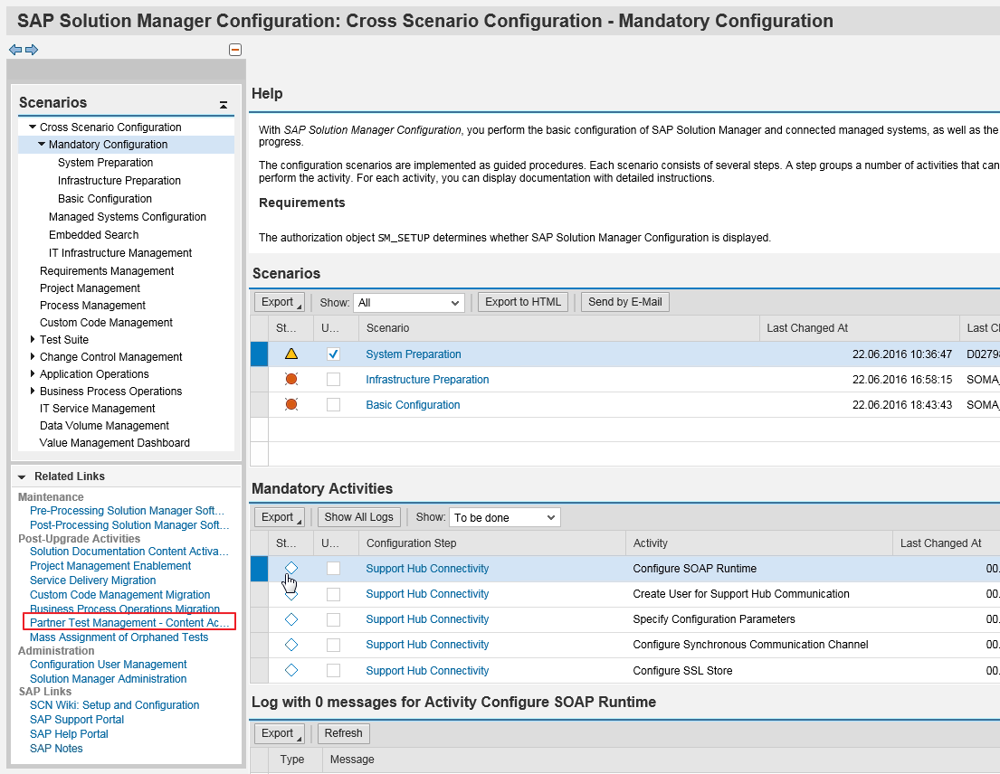 SAP Solution Manager Configuration: Cross Scenario Configuration - Mandatory Configuration
Scenarios
Cross Scenario Configuration
Mandatory Configuration
System Preparation
Infrastructure Preparation
Basic Configuration
Managed Systems Configuration
Embedded Search
IT Infrastructure Management
Requirements Management
Project Management
Process Management
Custom Code Management
Test Suite
Change Control Management
Application Operations
Business Process Operations
IT Service Management
Data Volume Management
Value Management Dashboard
Related Links
Maintenance
Pre-Processing Solution Manager Soft...
Post-Processing Solution Manager Soft...
Post-Upgrade Activities
Solution Documentation Content Activa...
Project Management Enablement
Service Delivery Migration
Custom Code Management Migration
Business Process Operations Migration
Partner Test Management - Content Ac...
Mass Assignment of Orphaned Tests
Administration
Configuration User Management
Solution Manager Administration
SAP Links
SCN Wiki: Setup and Configuration
SAP Support Portal
SAP Help Portal
SAP Notes
Help
With SAP Solution Manager Configuration, you perform the basic configuration of SAP Solution Manager and connected managed systems, as well as the
progress.
The configuration scenarios are implemented as guided procedures. Each scenario consists of several steps. A step groups a number of activities that can
perform the activity. For each activity, you can display documentation with detailed instructions.
Requirements
The authorization object SM_SETUP determines whether SAP Solution Manager Configuration is displayed.
Scenarios
Export Show: All Export to HTML Send by E-Mail
St... U... Scenario Last Changed At Last Cl
System Preparation 22.06.2016 10:36:47 D0279
Infrastructure Preparation 22.06.2016 16:58:15 SOMA_
Basic Configuration 22.06.2016 18:43:43 SOMA_
Mandatory Activities
Export Show All Logs Show: To be done
St... U... Configuration Step Activity Last Changed At
Support Hub Connectivity Configure SOAP Runtime 00.
Support Hub Connectivity Create User for Support Hub Communication 00.
Support Hub Connectivity Specify Configuration Parameters 00.
Support Hub Connectivity Configure Synchronous Communication Channel 00.
Support Hub Connectivity Configure SSL Store 00.
Log with 0 messages for Activity Configure SOAP Runtime
Export Refresh
Type Message